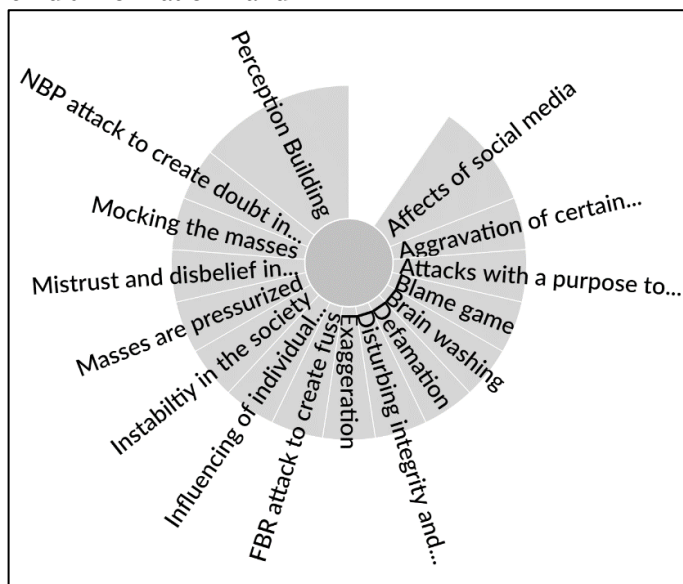 Affects of social media
Aggravation of certain...
Attacks with a purpose to...
Blame game
Brain washing
Defamation
Disturbing integrity and...
Exaggeration
FBR attack to create fuss
Influencing of individual...
Instabiltiy in the society
Masses are pressurized
Mistrust and disbelief in...
Mocking the masses
NBP attack to create doubt in...
Perception Building